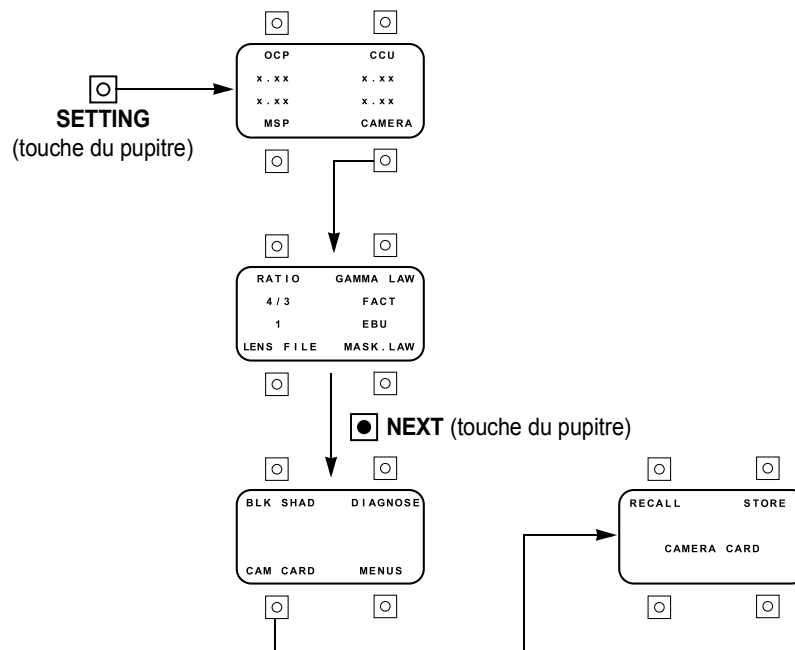 OCP CCU
x.xx x.xx
x.xx x.xx
MSP CAMERA
SETTING
(touche du pupitre)
RATIO GAMMA LAW
4/3 FACT
1 EBU
LENS FILE MASK.LAW
NEXT (touche du pupitre)
BLK SHAD DIAGNOSE
CAM CARD MENUS
RECALL STORE
CAMERA CARD